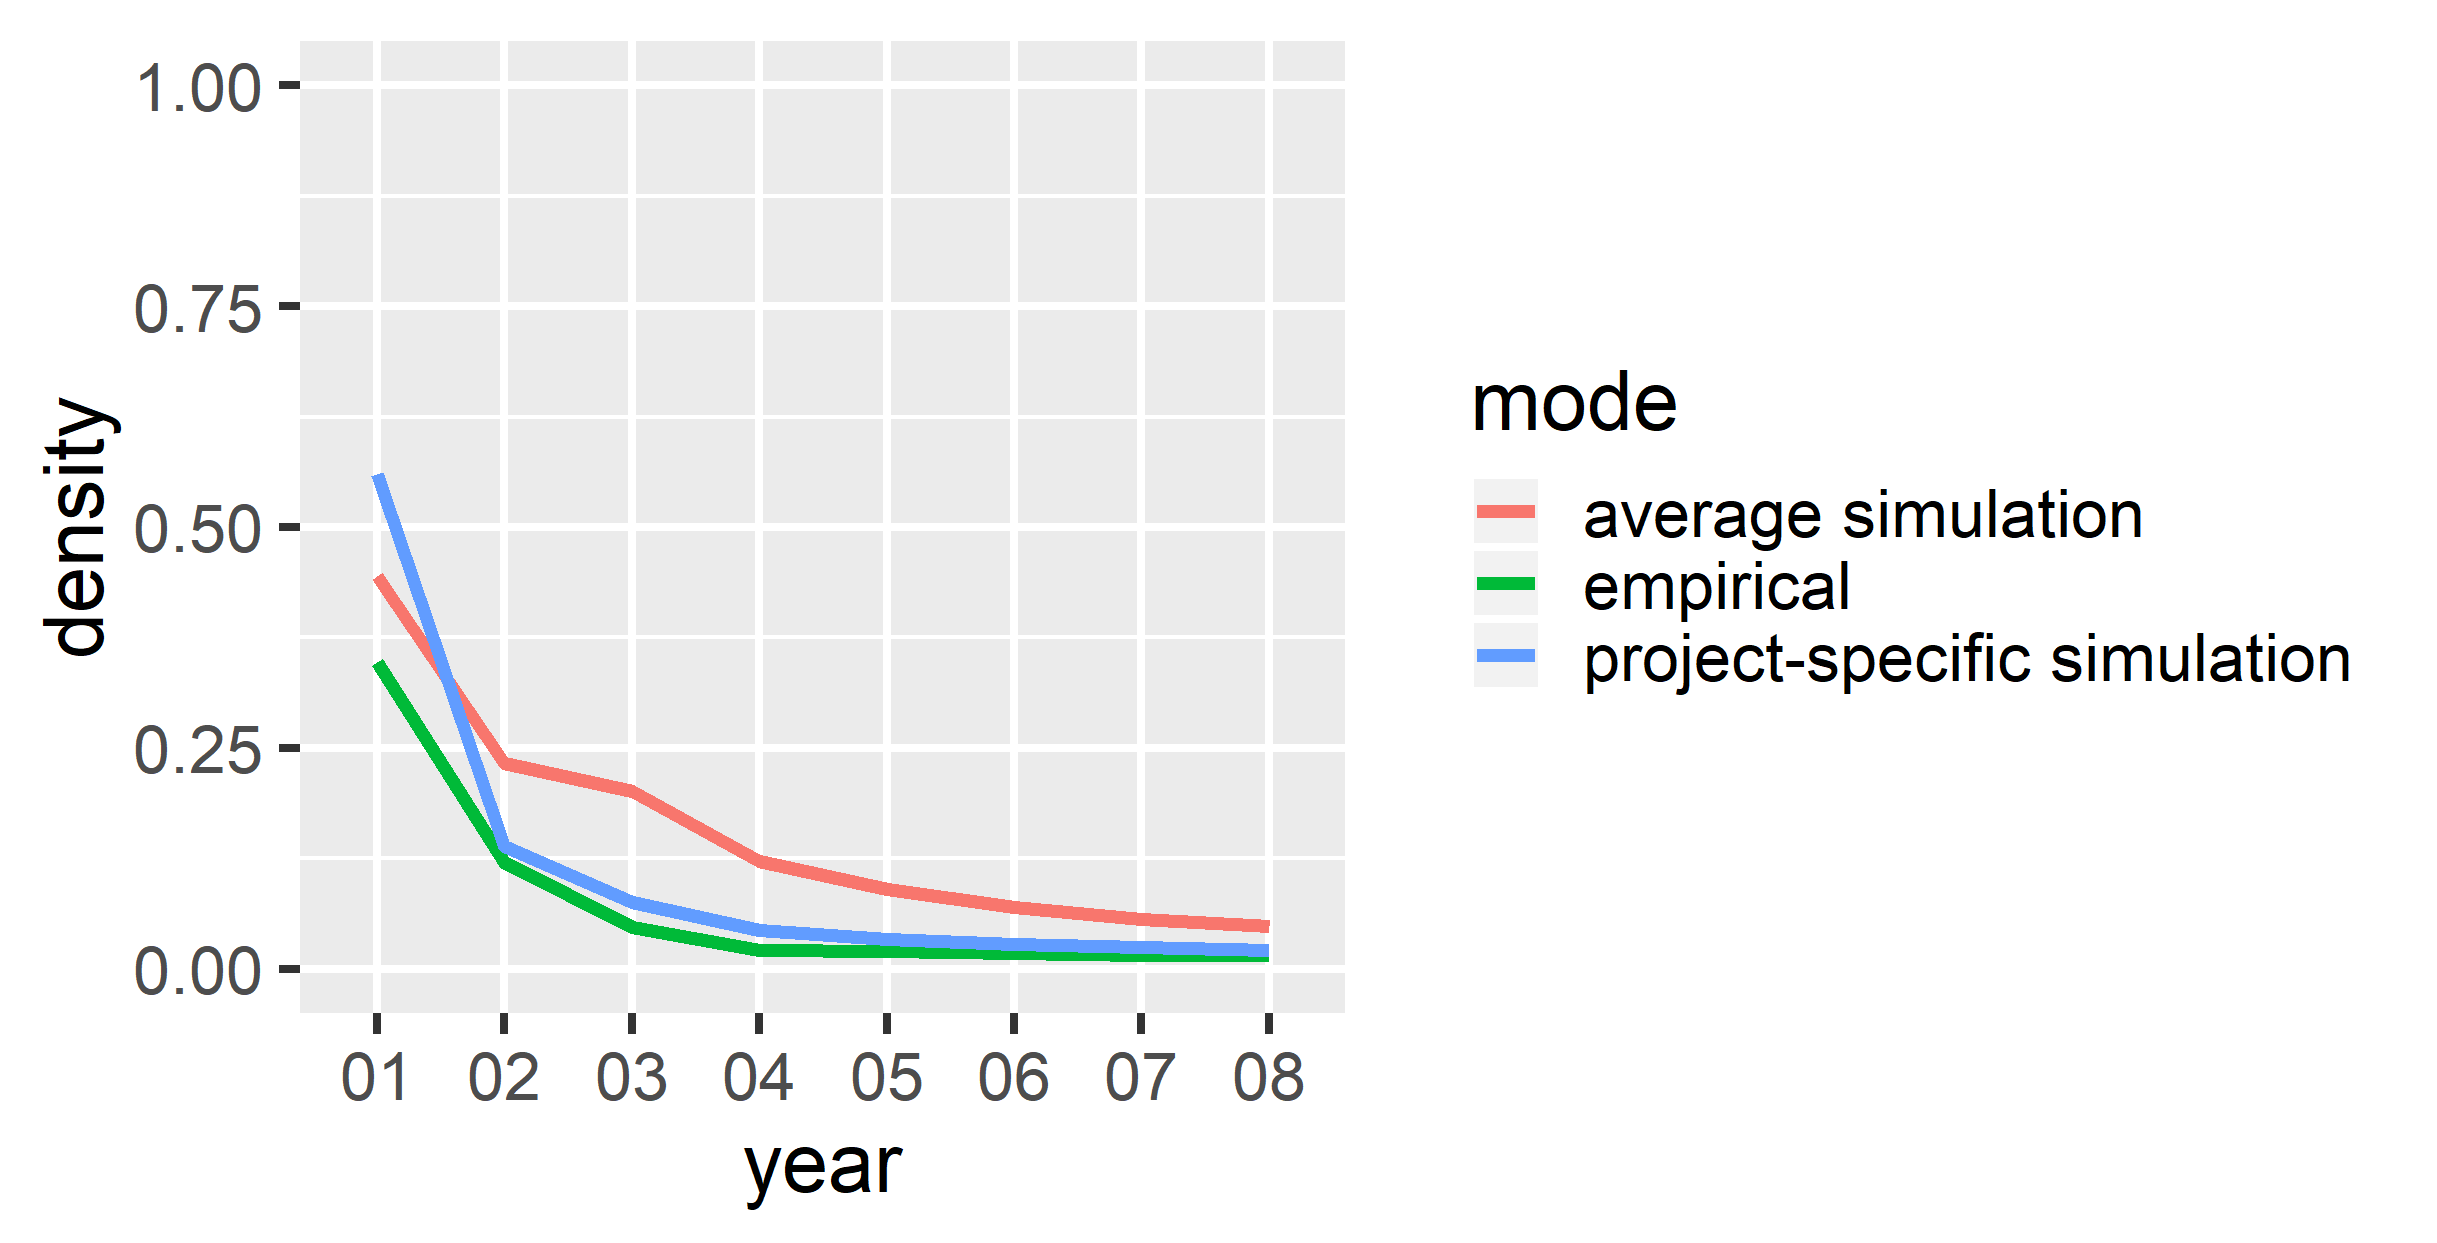 1.00
0.75
0.50
0.25
0.00
density
01 02 03 04 05 06 07 08
year
mode
average simulation
empirical
project-specific simulation